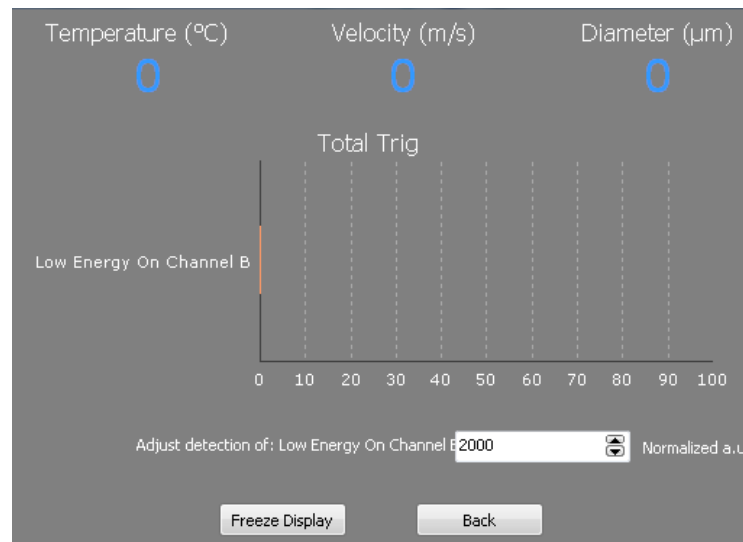 Temperature (ºC) Velocity (m/s) Diameter (µm)
0 0 0
Total Trig
Low Energy On Channel B
0 10 20 30 40 50 60 70 80 90 100
Adjust detection of: Low Energy On Channel B 2000 Normalized a.u
Freeze Display Back